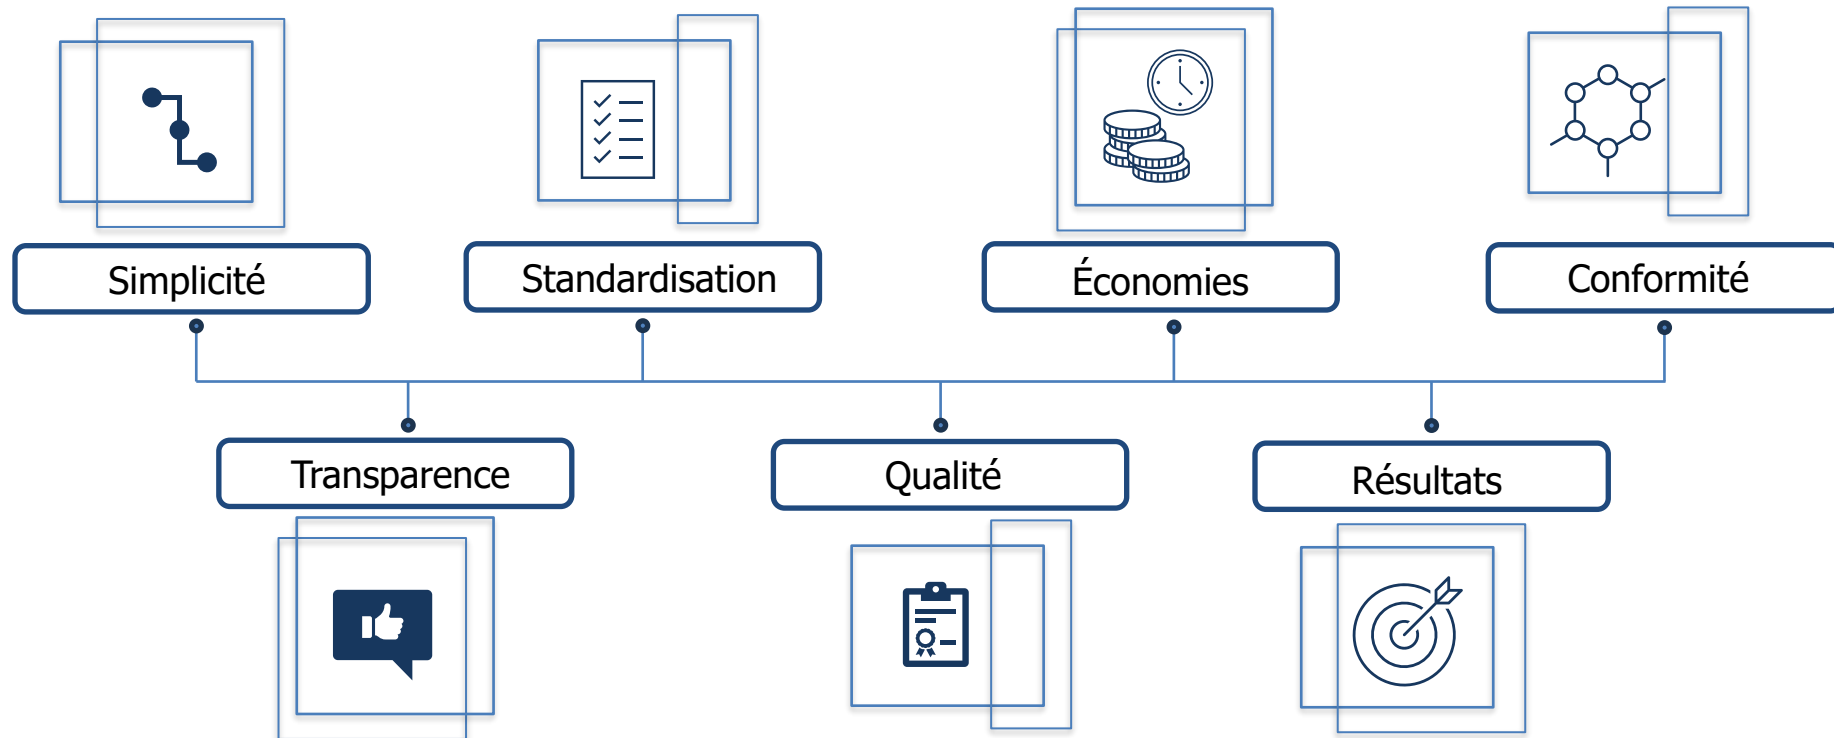 Simplicité
Standardisation
Économies
Conformité
Transparence
Qualité
Résultats